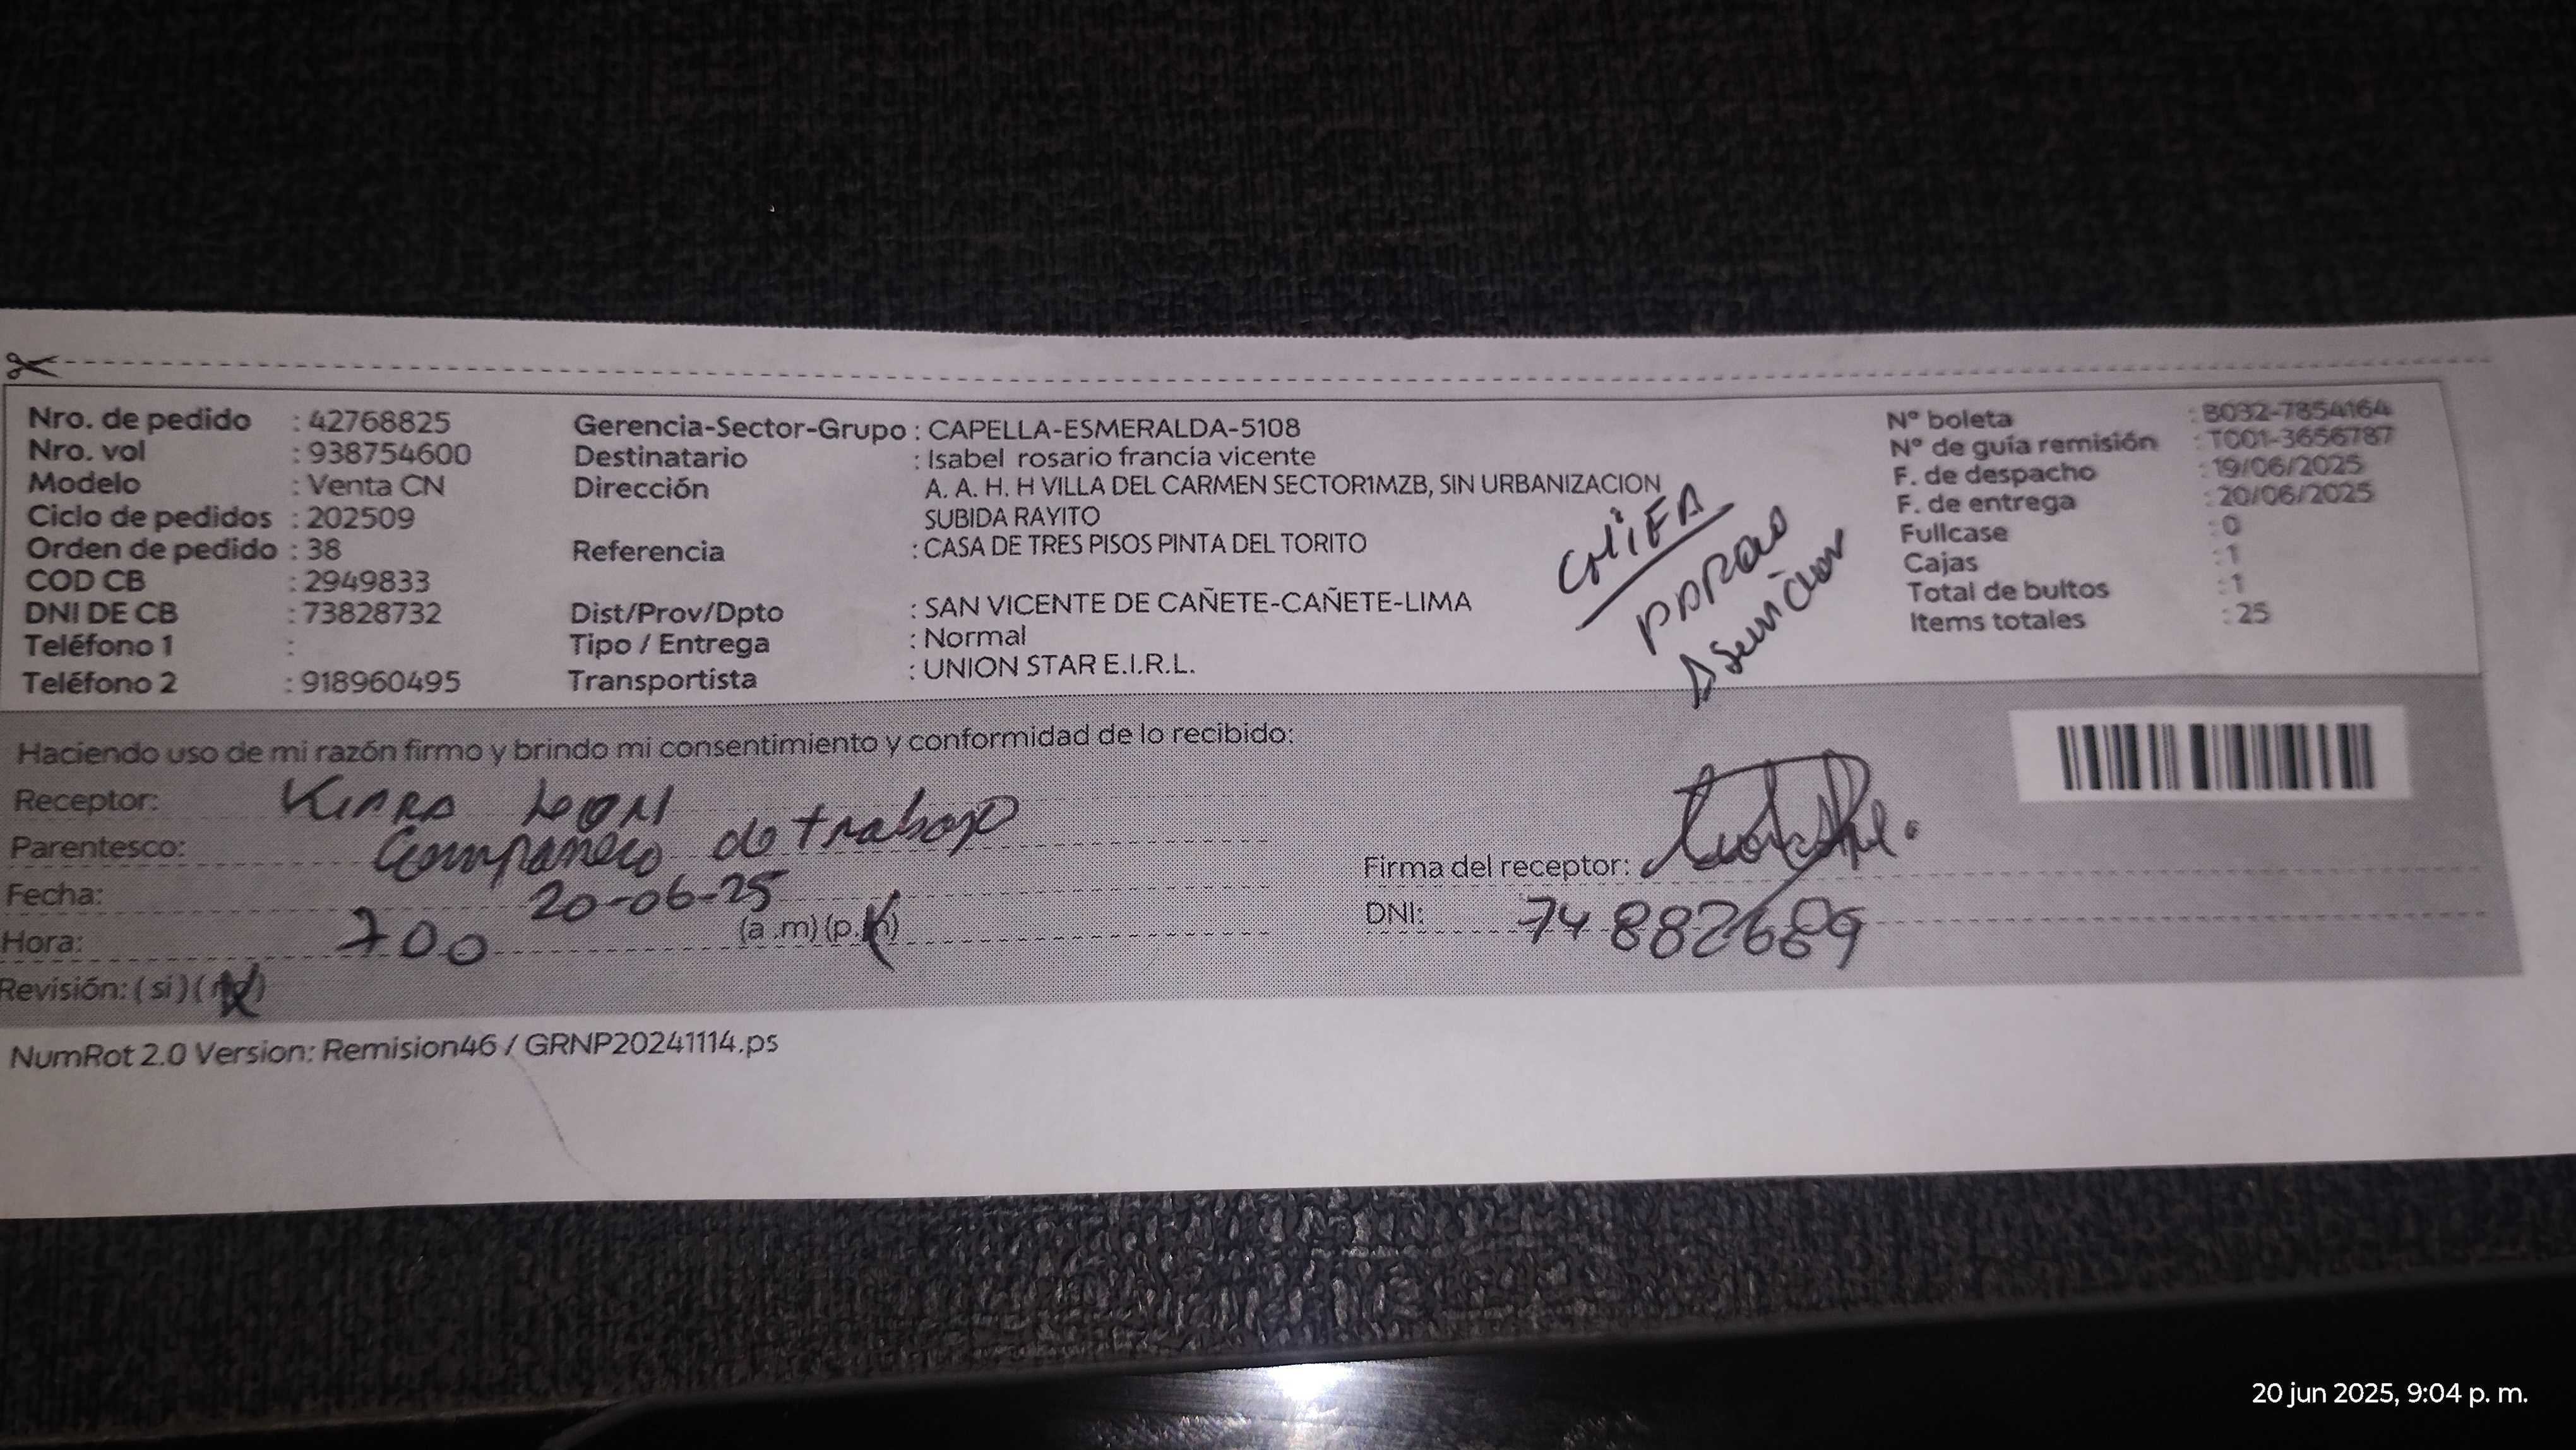 Nro. de pedido : 42768825
Nro. vol : 938754600
Modelo : Venta CN
Ciclo de pedidos : 202509
Orden de pedido : 38
COD CB : 2949833
DNI DE CB : 73828732
Teléfono 1 :
Teléfono 2 : 918960495
Gerencia-Sector-Grupo : CAPELLA-ESMERALDA-5108
Destinatario : Isabel rosario francia vicente
Dirección A. A. H. H VILLA DEL CARMEN SECTOR1MZB, SIN URBANIZACION
SUBIDA RAYITO
Referencia : CASA DE TRES PISOS PINTA DEL TORITO
Dist/Prov/Dpto : SAN VICENTE DE CAÑETE-CAÑETE-LIMA
Tipo / Entrega : Normal
Transportista : UNION STAR E.I.R.L.
Nº boleta : B032-7854164
Nº de guía remisión : T001-3656787
F. de despacho : 19/06/2025
F. de entrega : 20/06/2025
Fullcase : 0
Cajas : 1
Total de bultos : 1
Items totales : 25
Haciendo uso de mi razón firmo y brindo mi consentimiento y conformidad de lo recibido:
Receptor: KIARA LEON
Parentesco: Compañero de trabajo
Fecha: 20-06-25
Hora: 700 (a.m) (p.m)
Revisión: (si) (no)
Firma del receptor:
DNI: 74882689
NumRot 2.0 Version: Remision46 / GRNP20241114.ps
20 jun 2025, 9:04 p. m.